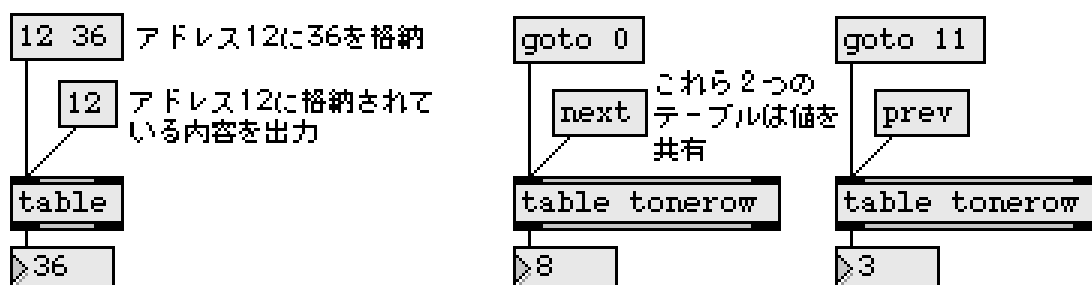 12 36
アドレス12に36を格納
12
アドレス12に格納されて
いる内容を出力
table
36
goto 0
next
これら2つの
テーブルは値を
共有
table tonerow
8
goto 11
prev
table tonerow
3